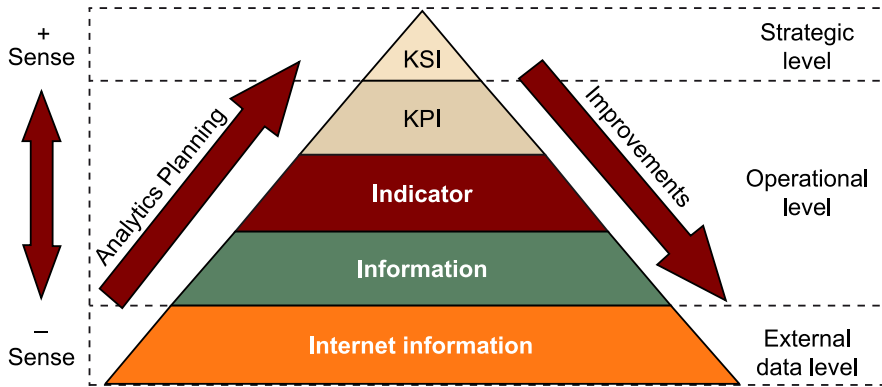 +
Sense
Analytics Planning
KSI
KPI
Indicator
Information
Internet information
Improvements
Strategic
level
Operational
level
External
data level
–
Sense